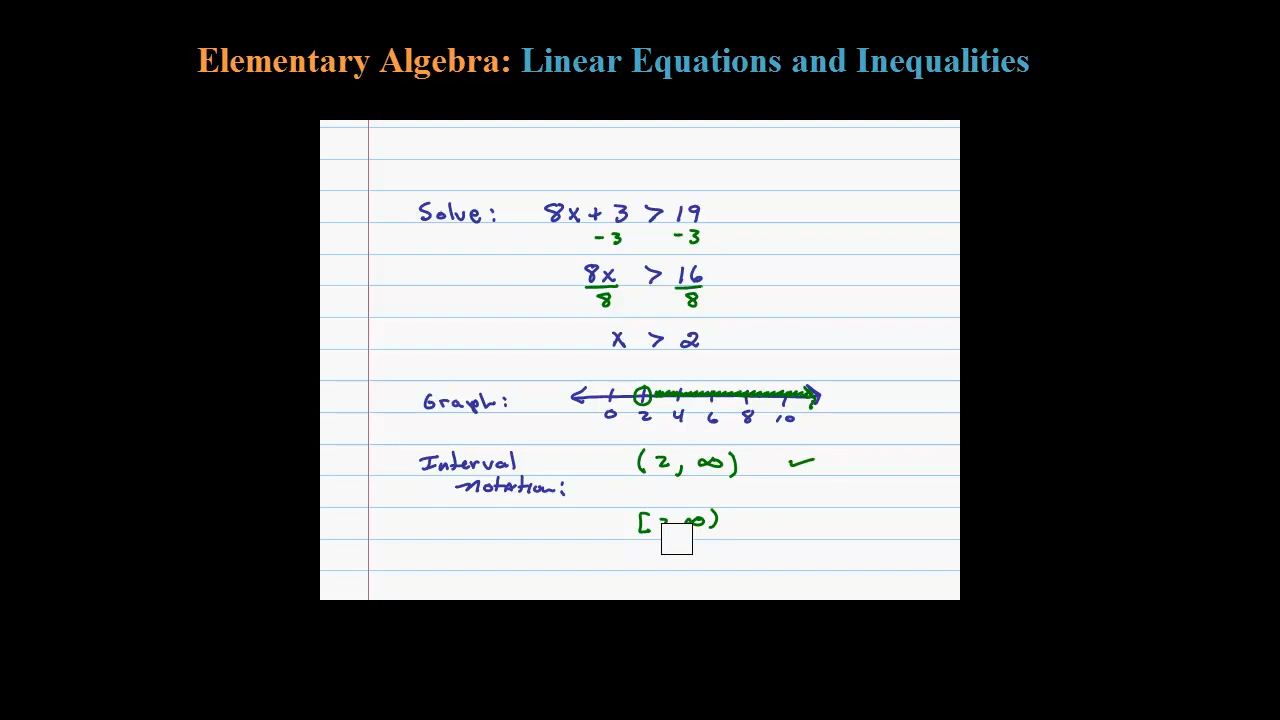 Elementary Algebra: Linear Equations and Inequalities
Solve: 8x + 3 > 19
- 3 - 3
8x > 16
8 8
x > 2
Graph:
0 2 4 6 8 10
Interval (2, ∞) ✓
Notation:
[ ∞)